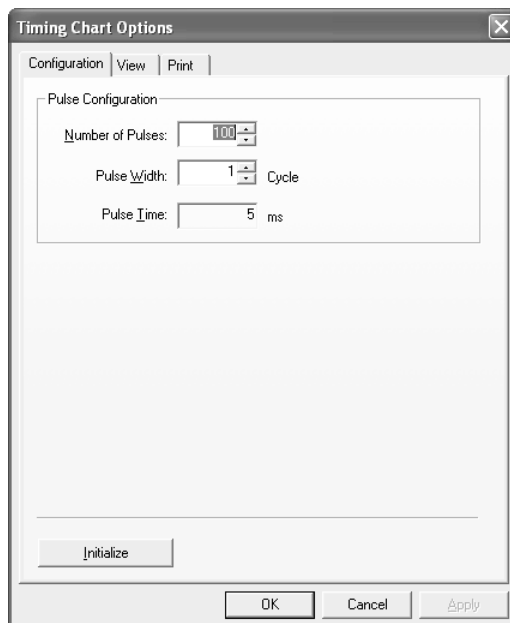 Timing Chart Options
Configuration View Print
Pulse Configuration
Number of Pulses: 100
Pulse Width: 1 Cycle
Pulse Time: 5 ms
Initialize
OK Cancel Apply